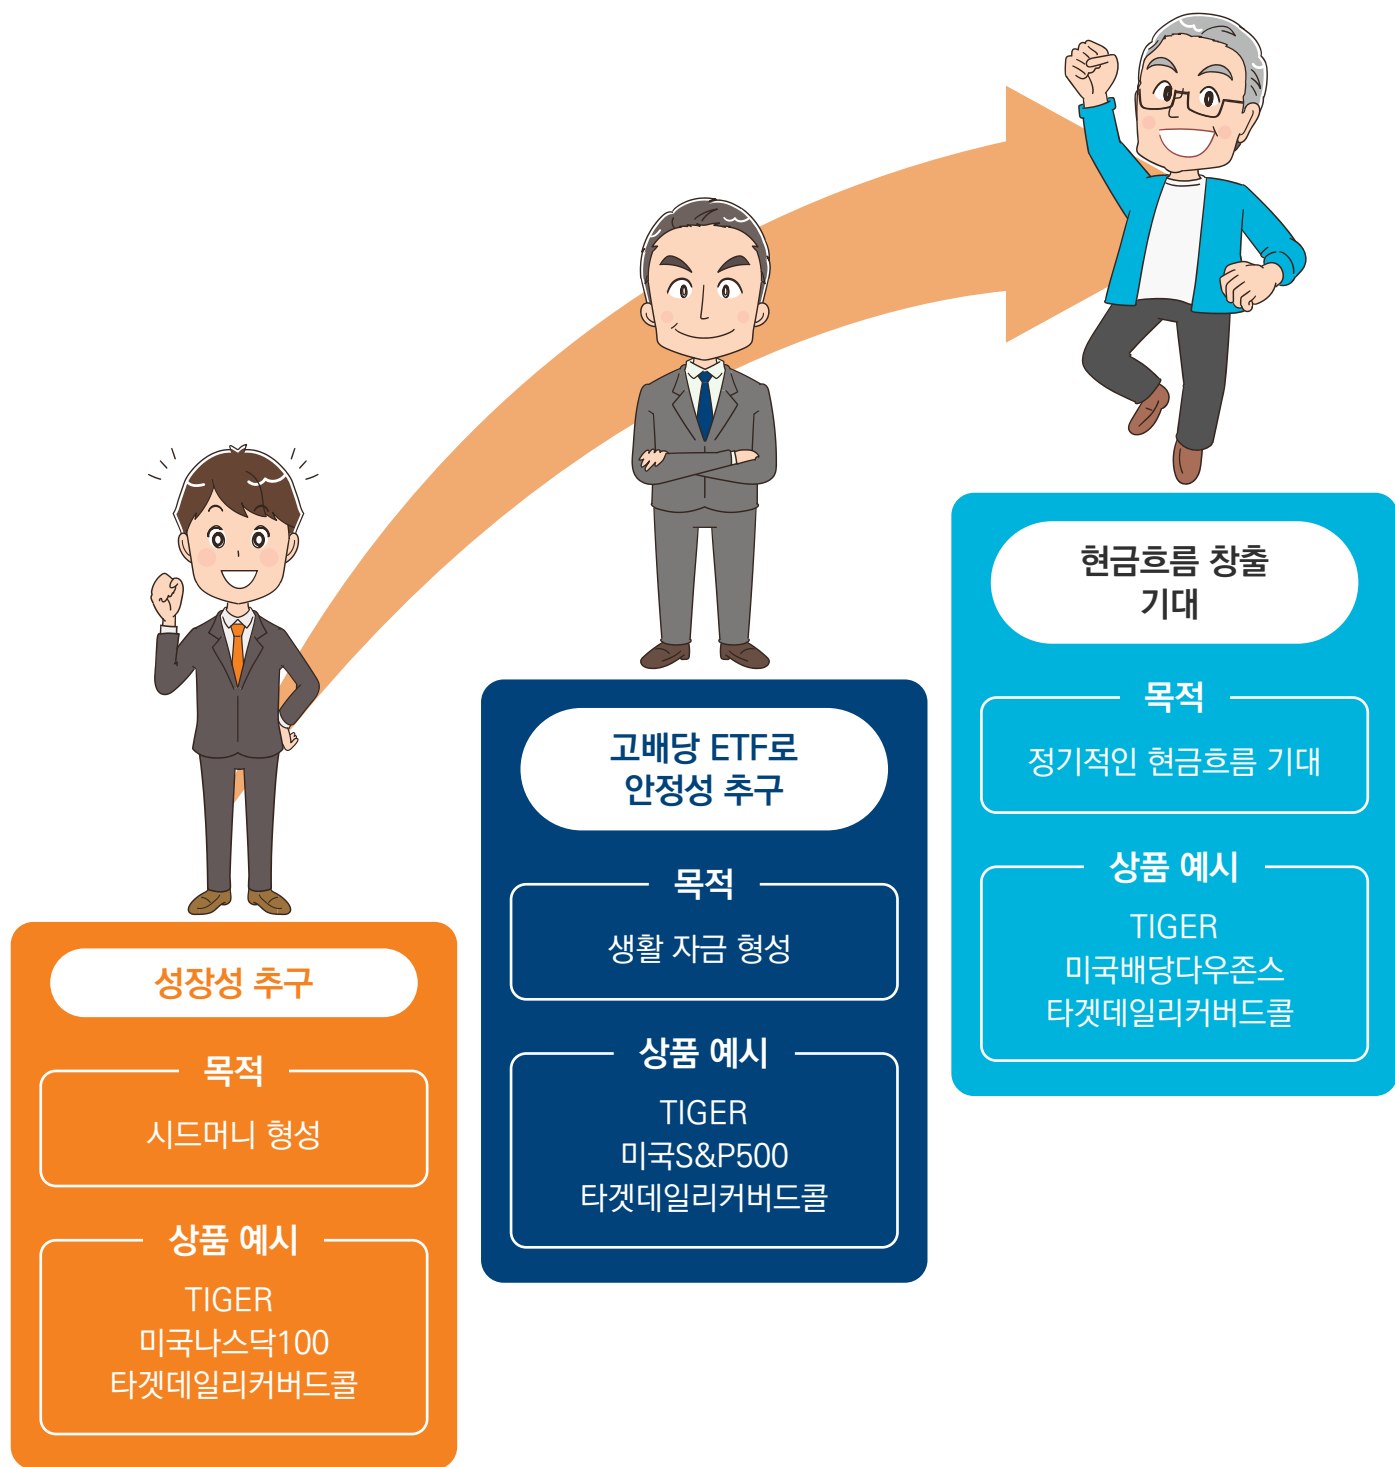 성장성 추구
목적
시드머니 형성
상품 예시
TIGER
미국나스닥100
타겟데일리커버드콜
고배당 ETF로
안정성 추구
목적
생활 자금 형성
상품 예시
TIGER
미국S&P500
타겟데일리커버드콜
현금흐름 창출
기대
목적
정기적인 현금흐름 기대
상품 예시
TIGER
미국배당다우존스
타겟데일리커버드콜